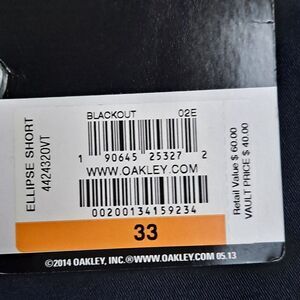 BLACKOUT 02E
ELLIPSE SHORT
4424320VT
1 90645 25327 2
WWW.OAKLEY.COM
00200134159234
Retail Value $ 60.00
VAULT PRICE $ 40.00
33
©2014 OAKLEY, INC.®WWW.OAKLEY.COM 05.13